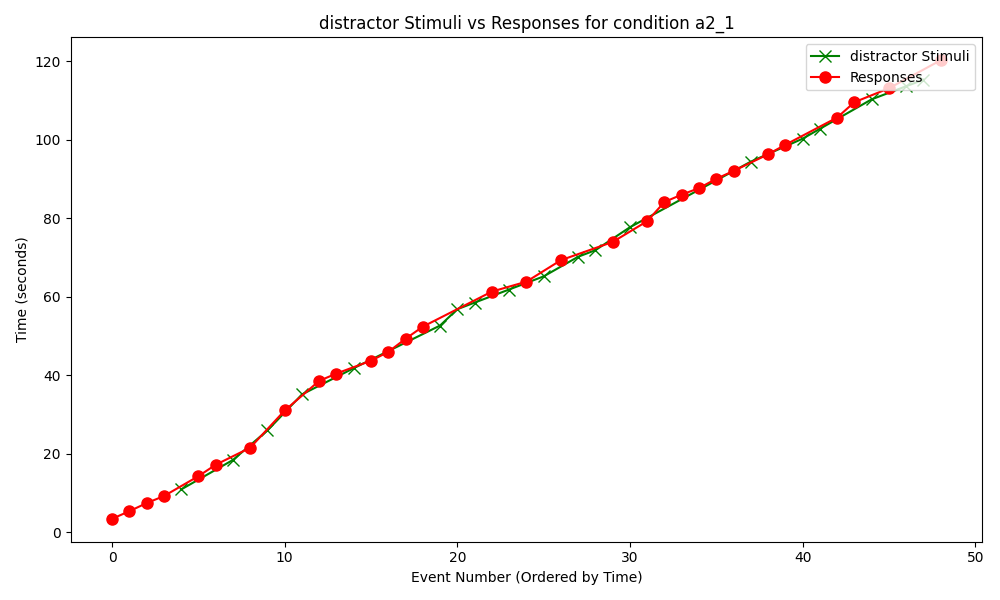 distractor Stimuli vs Responses for condition a2_1
distractor Stimuli
Responses
Time (seconds)
120
100
80
60
40
20
0
0 10 20 30 40 50
Event Number (Ordered by Time)